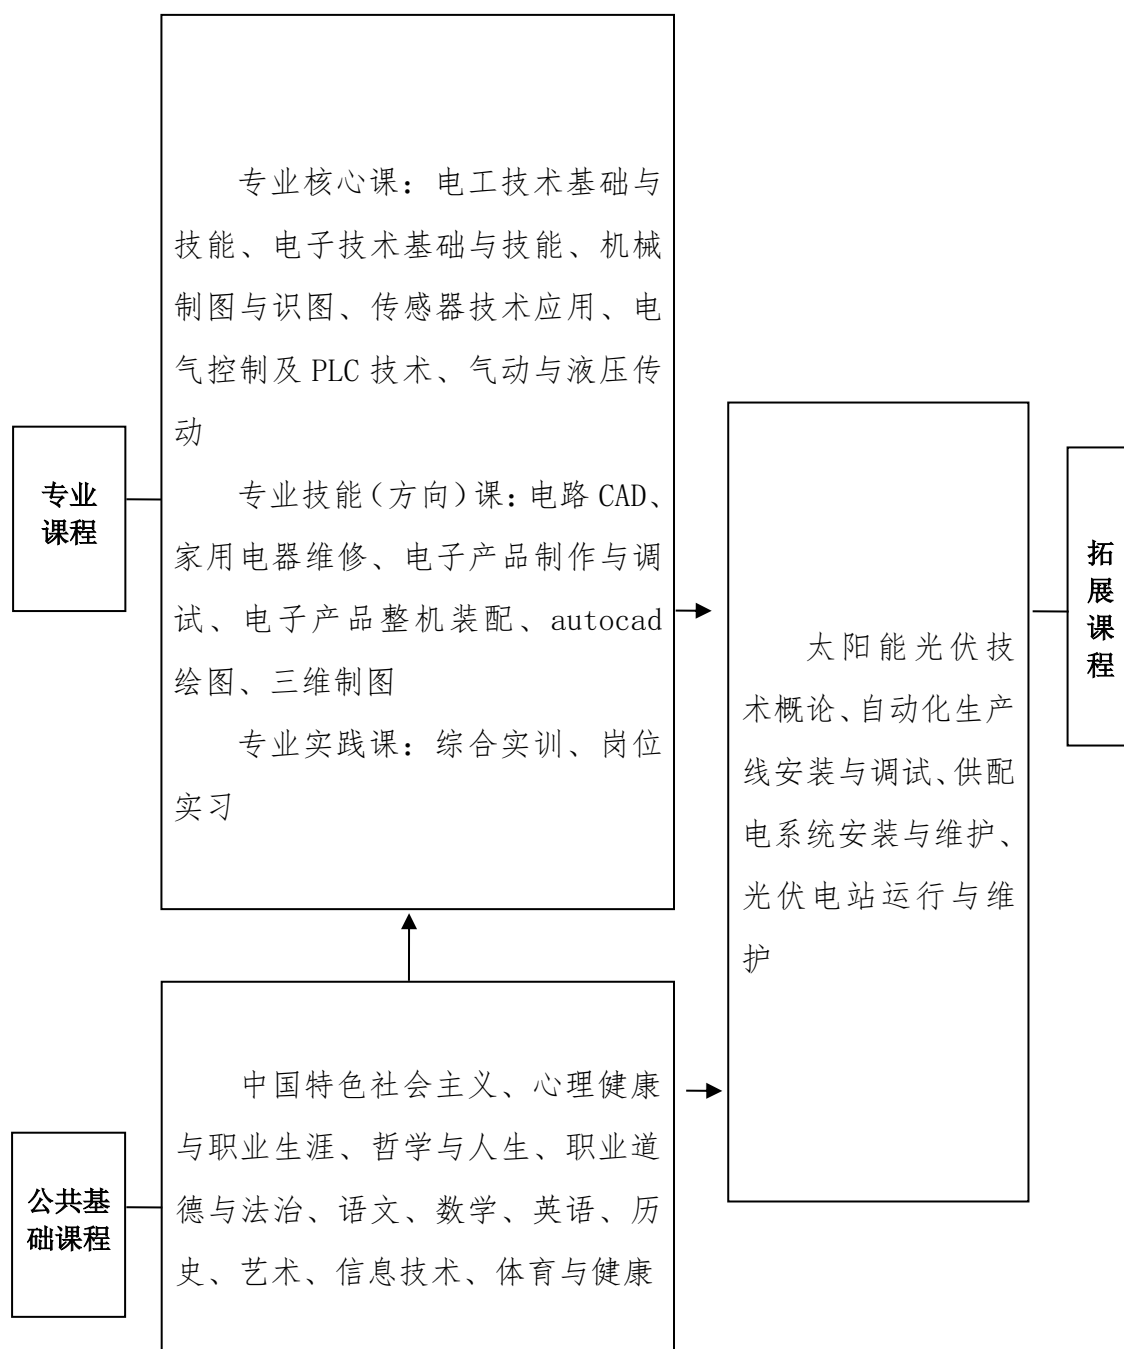 专业核心课：电工技术基础与
技能、电子技术基础与技能、机械
制图与识图、传感器技术应用、电
气控制及 PLC 技术、气动与液压传
动
专业技能（方向）课：电路 CAD、
家用电器维修、电子产品制作与调
试、电子产品整机装配、autocad
绘图、三维制图
专业实践课：综合实训、岗位
实习
专业
课程
太阳能光伏技
术概论、自动化生产
线安装与调试、供配
电系统安装与维护、
光伏电站运行与维
护
拓
展
课
程
中国特色社会主义、心理健康
与职业生涯、哲学与人生、职业道
德与法治、语文、数学、英语、历
史、艺术、信息技术、体育与健康
公共基
础课程